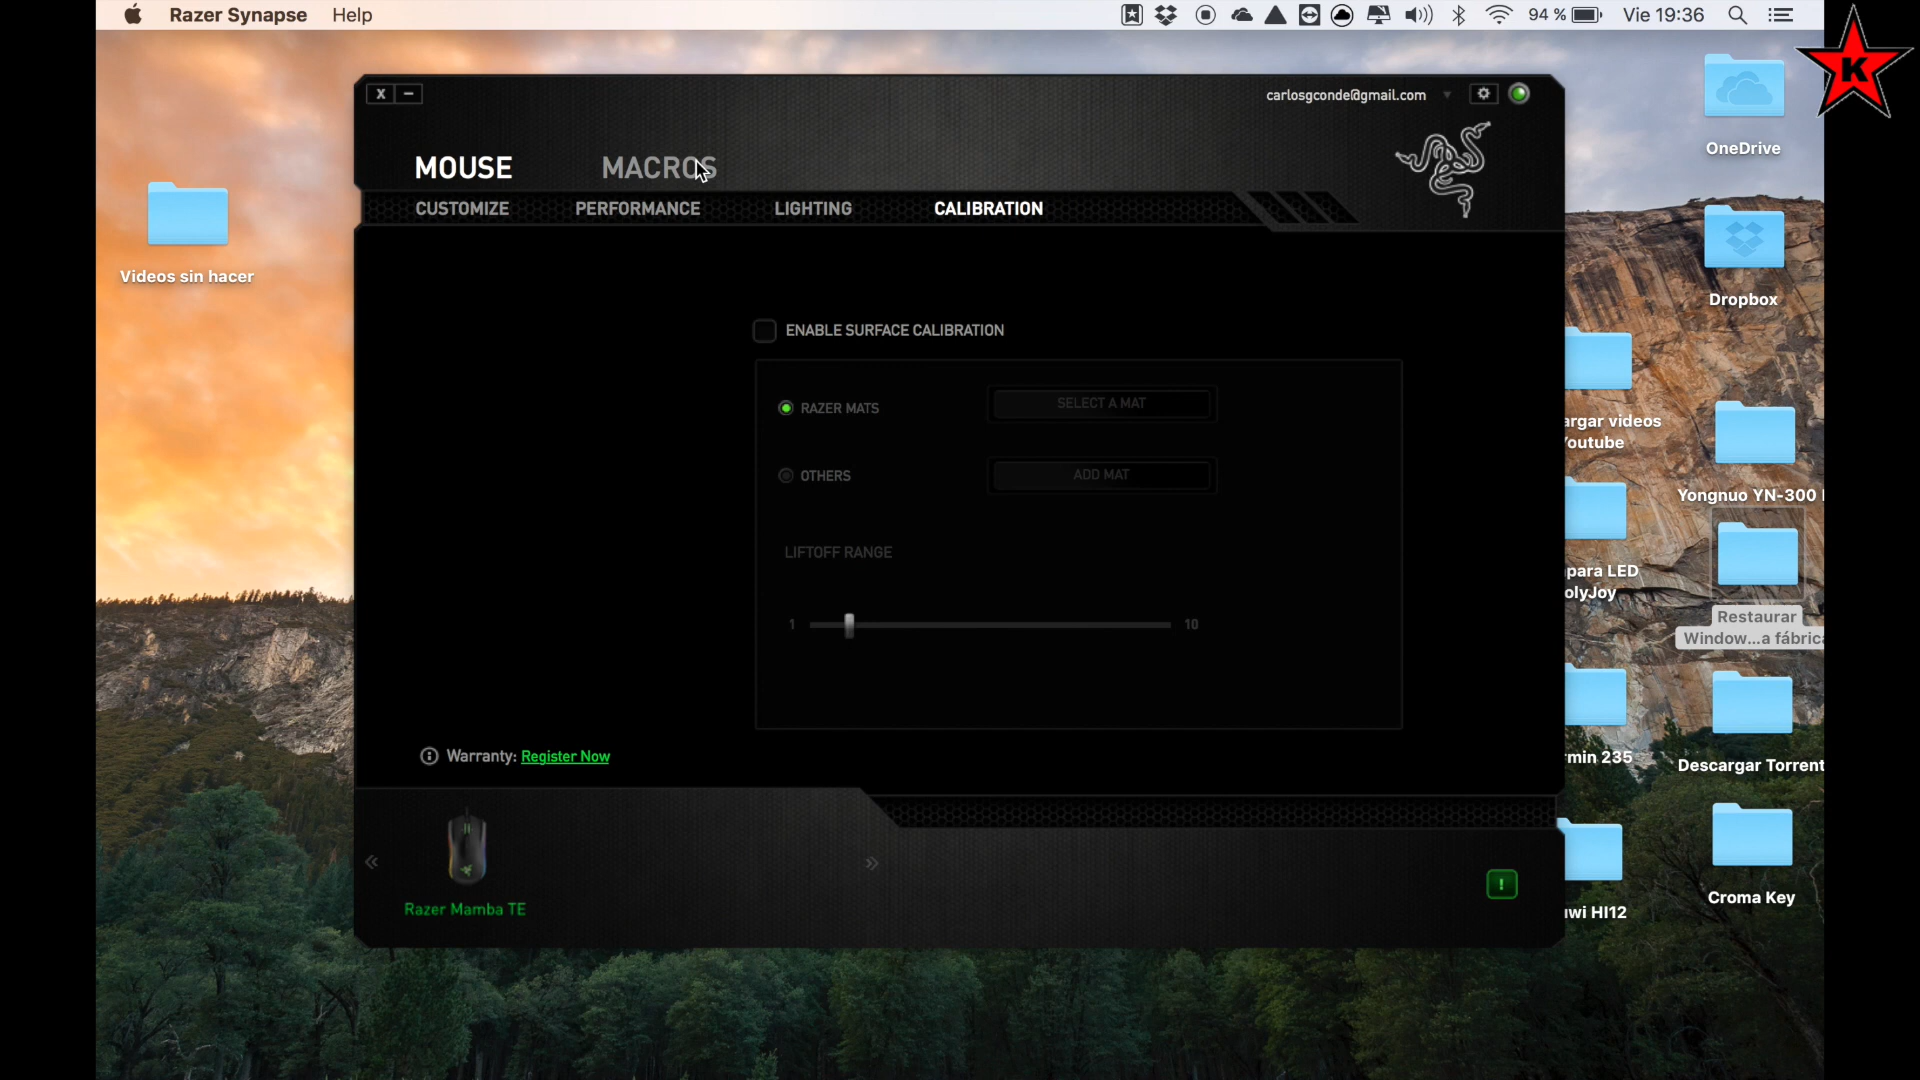 Razer Synapse Help
94 % Vie 19:36
X –
carlosgconde@gmail.com
MOUSE MACROS
CUSTOMIZE PERFORMANCE LIGHTING CALIBRATION
ENABLE SURFACE CALIBRATION
RAZER MATS SELECT A MAT
OTHERS ADD MAT
LIFTOFF RANGE
1 10
Warranty: Register Now
Razer Mamba TE
!
Videos sin hacer
K
OneDrive
Dropbox
argar videos
outube
Yongnuo YN-300
para LED
olyJoy
Restaurar
Window...a fábrica
rmin 235
Descargar Torrent
Croma Key
wi HI12